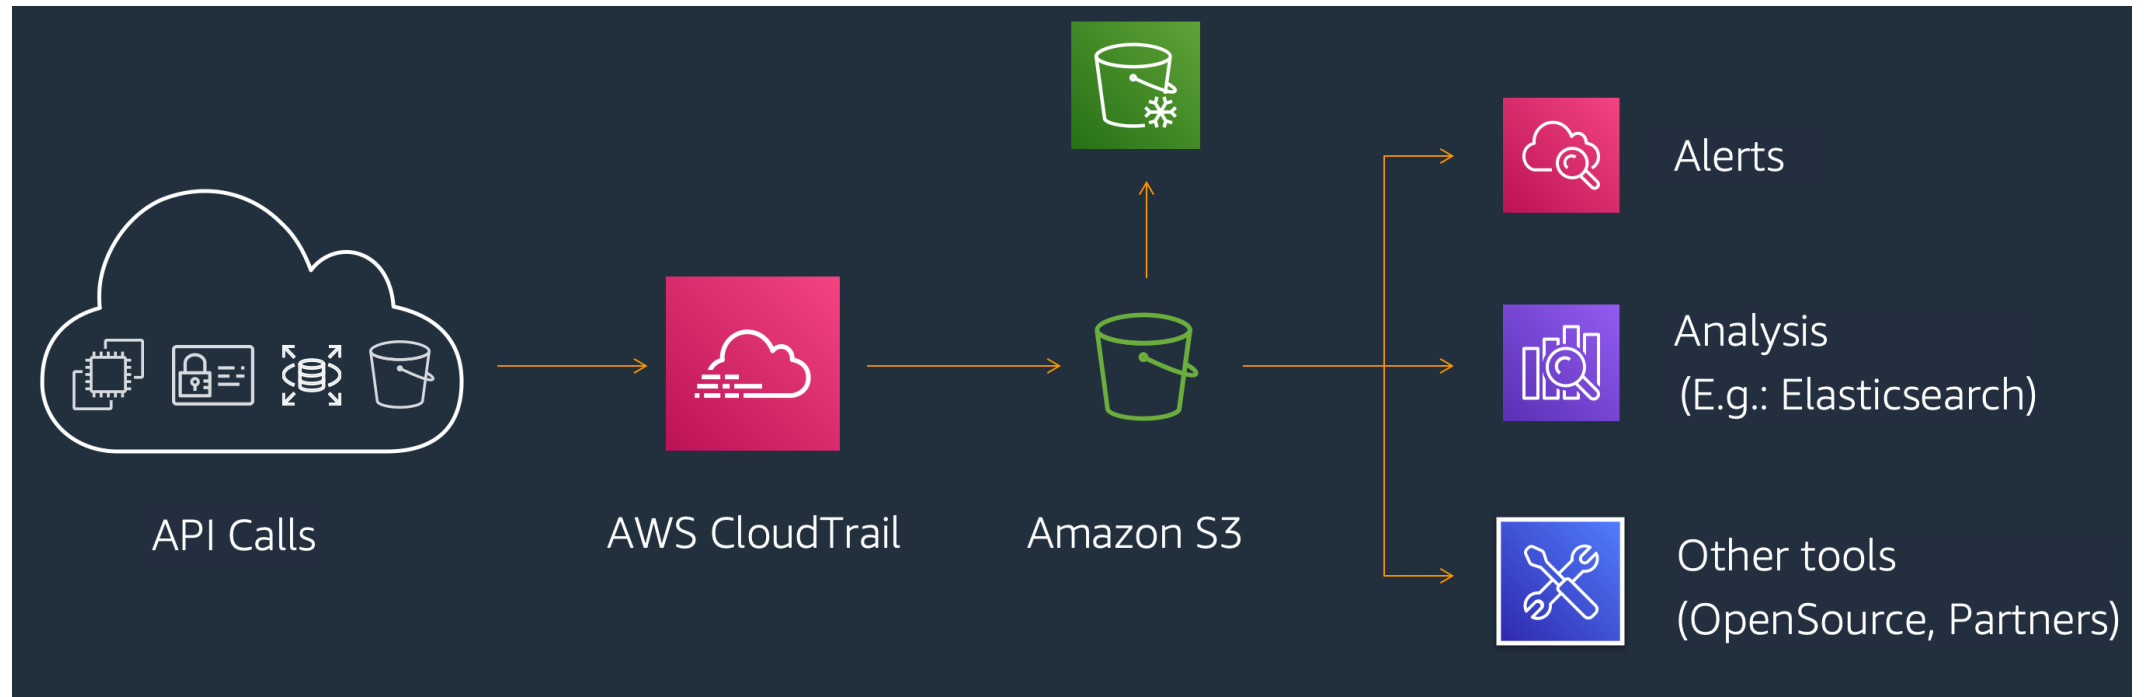 API Calls
AWS CloudTrail
Amazon S3
Alerts
Analysis
(E.g.: Elasticsearch)
Other tools
(OpenSource, Partners)